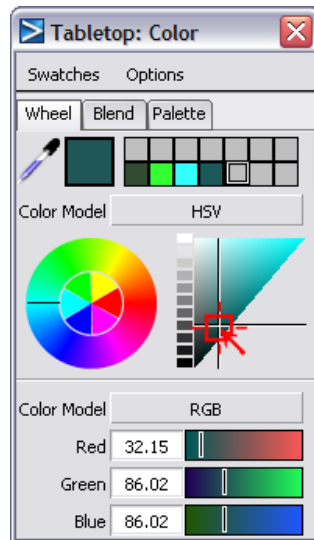 Tabletop: Color
Swatches Options
Wheel Blend Palette
Color Model HSV
Color Model RGB
Red 32.15
Green 86.02
Blue 86.02